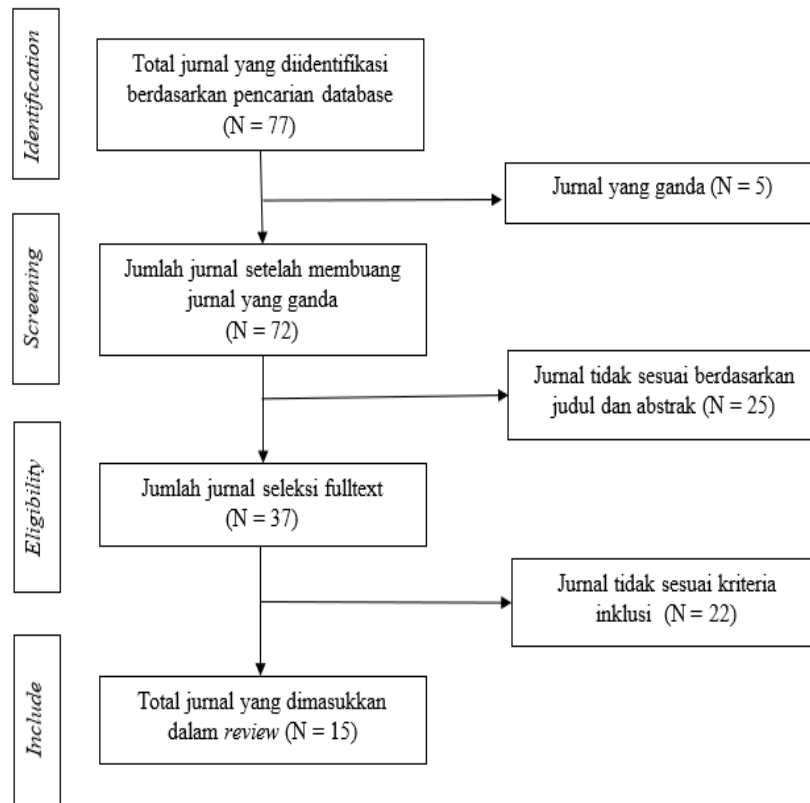 Identification
Total jurnal yang diidentifikasi
berdasarkan pencarian database
(N = 77)
Jurnal yang ganda (N = 5)
Screening
Jumlah jurnal setelah membuang
jurnal yang ganda
(N = 72)
Jurnal tidak sesuai berdasarkan
judul dan abstrak (N = 25)
Eligibility
Jumlah jurnal seleksi fulltext
(N = 37)
Jurnal tidak sesuai kriteria
inklusi (N = 22)
Include
Total jurnal yang dimasukkan
dalam review (N = 15)